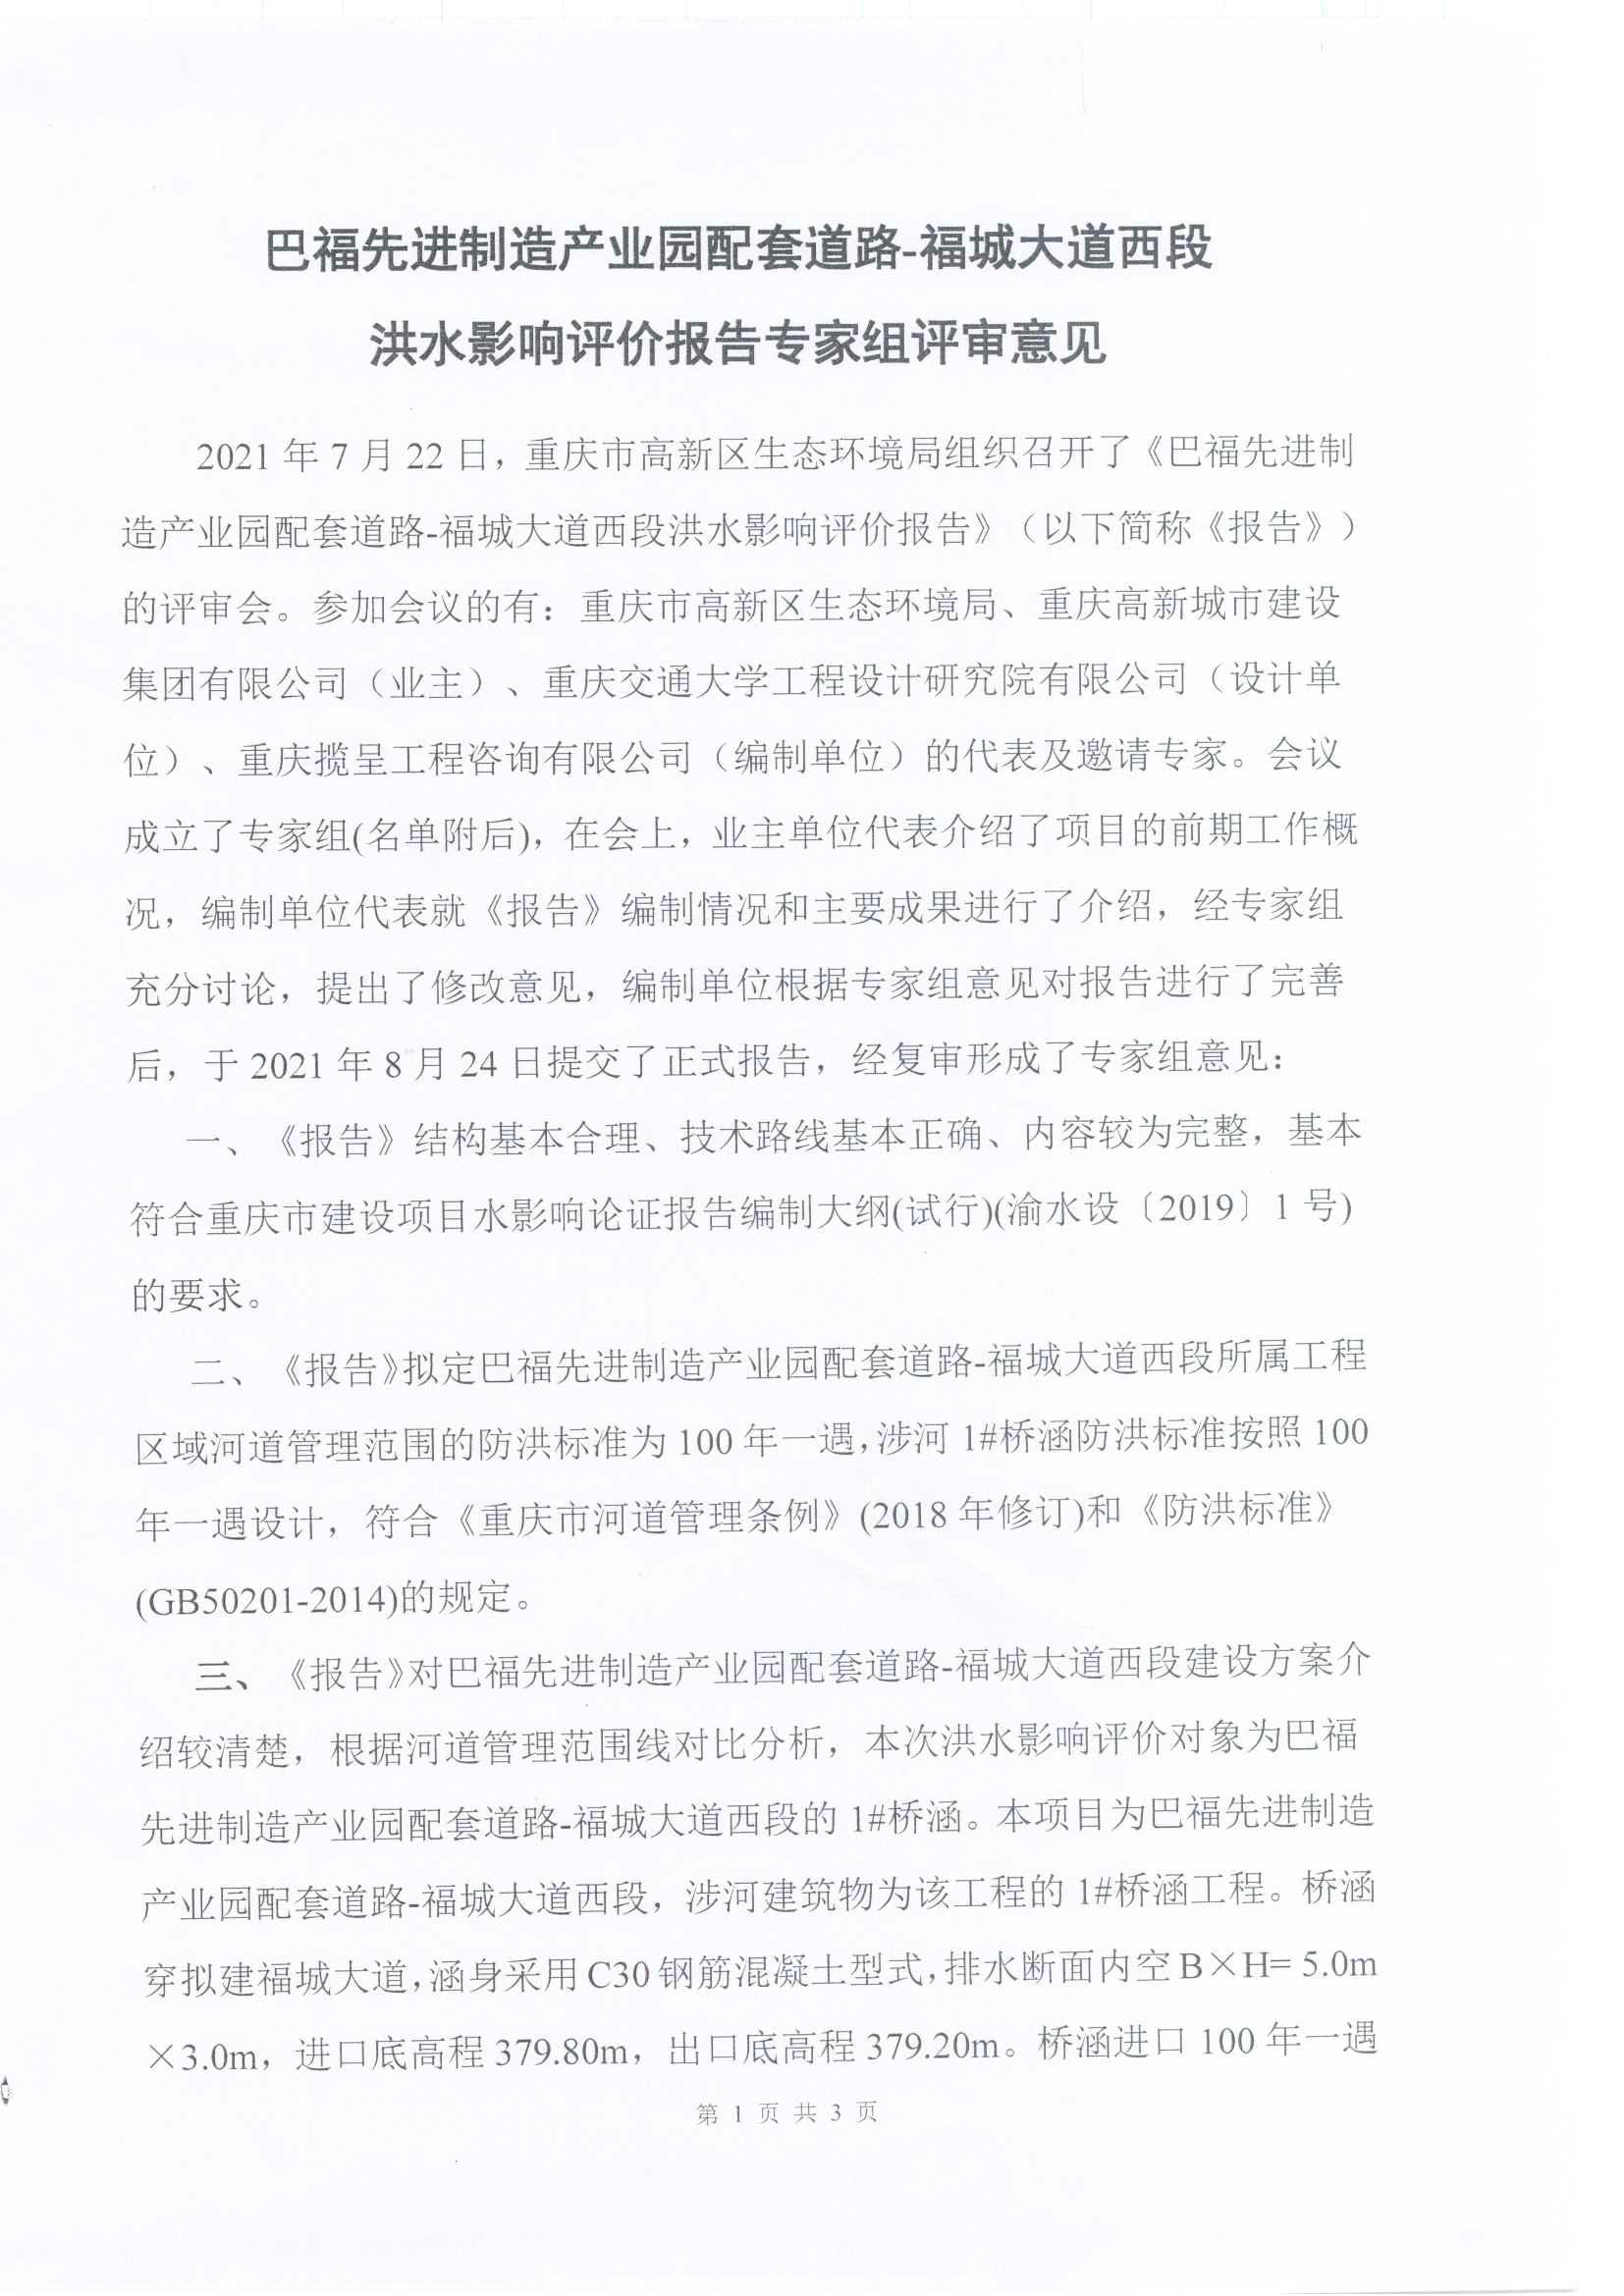 巴福先进制造产业园配套道路-福城大道西段
洪水影响评价报告专家组评审意见
2021 年 7 月 22 日，重庆市高新区生态环境局组织召开了《巴福先进制
造产业园配套道路-福城大道西段洪水影响评价报告》（以下简称《报告》）
的评审会。参加会议的有：重庆市高新区生态环境局、重庆高新城市建设
集团有限公司（业主）、重庆交通大学工程设计研究院有限公司（设计单
位）、重庆揽呈工程咨询有限公司（编制单位）的代表及邀请专家。会议
成立了专家组(名单附后)，在会上，业主单位代表介绍了项目的前期工作概
况，编制单位代表就《报告》编制情况和主要成果进行了介绍，经专家组
充分讨论，提出了修改意见，编制单位根据专家组意见对报告进行了完善
后，于 2021 年 8 月 24 日提交了正式报告，经复审形成了专家组意见：
一、《报告》结构基本合理、技术路线基本正确、内容较为完整，基本
符合重庆市建设项目水影响论证报告编制大纲(试行)(渝水设〔2019〕1 号)
的要求。
二、《报告》拟定巴福先进制造产业园配套道路-福城大道西段所属工程
区域河道管理范围的防洪标准为 100 年一遇，涉河 1#桥涵防洪标准按照 100
年一遇设计，符合《重庆市河道管理条例》(2018 年修订)和《防洪标准》
(GB50201-2014)的规定。
三、《报告》对巴福先进制造产业园配套道路-福城大道西段建设方案介
绍较清楚，根据河道管理范围线对比分析，本次洪水影响评价对象为巴福
先进制造产业园配套道路-福城大道西段的 1#桥涵。本项目为巴福先进制造
产业园配套道路-福城大道西段，涉河建筑物为该工程的 1#桥涵工程。桥涵
穿拟建福城大道，涵身采用 C30 钢筋混凝土型式，排水断面内空 B×H= 5.0m
×3.0m，进口底高程 379.80m，出口底高程 379.20m。桥涵进口 100 年一遇
第 1 页 共 3 页